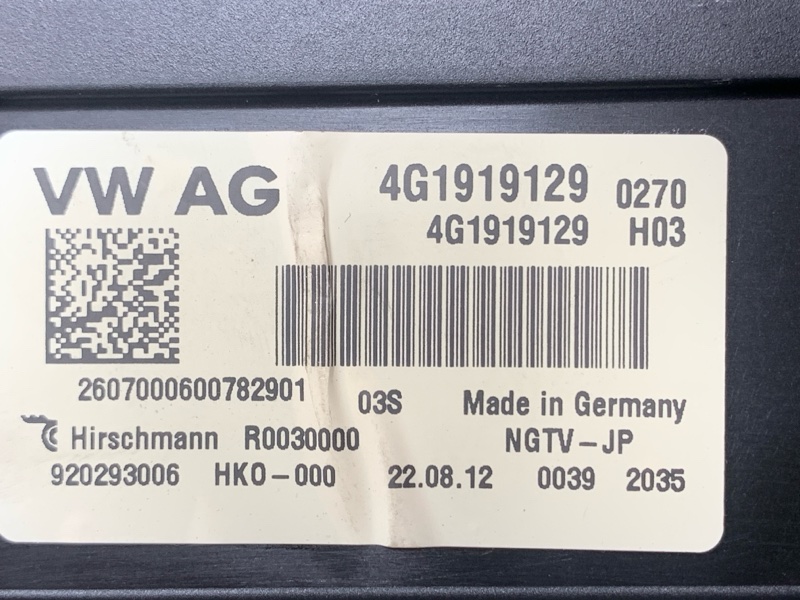 VW AG 4G1919129 0270
4G1919129 H03
2607000600782901 03S Made in Germany
Hirschmann R0030000 NGTV-JP
920293006 HKO-000 22.08.12 0039 2035